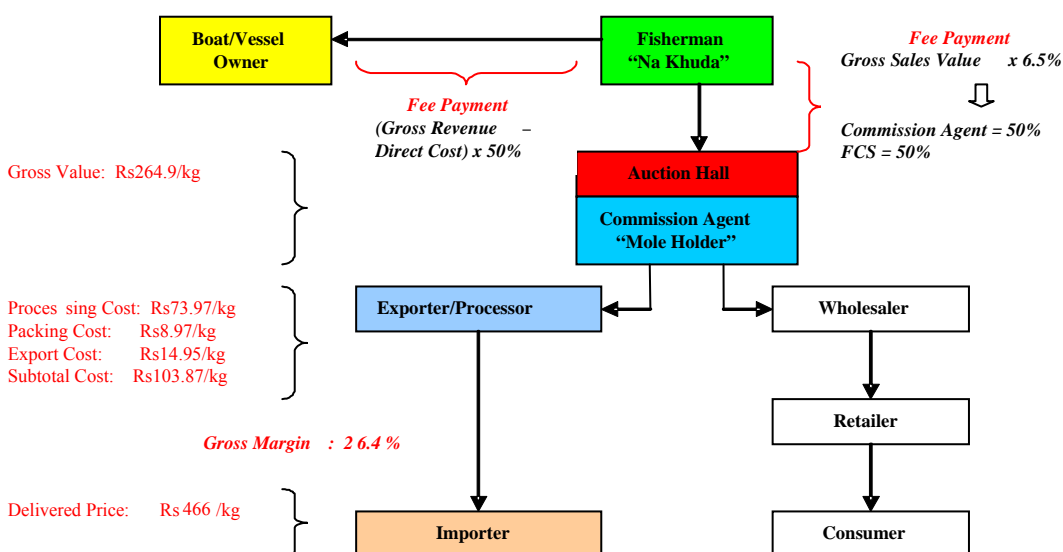 Boat/Vessel
Owner
Fisherman
“Na Khuda”
Fee Payment
Gross Sales Value x 6.5%
Commission Agent = 50%
FCS = 50%
Fee Payment
(Gross Revenue –
Direct Cost) x 50%
Gross Value: Rs264.9/kg
Auction Hall
Commission Agent
“Mole Holder”
Proces sing Cost: Rs73.97/kg
Packing Cost: Rs8.97/kg
Export Cost: Rs14.95/kg
Subtotal Cost: Rs103.87/kg
Exporter/Processor
Wholesaler
Retailer
Gross Margin : 2 6.4 %
Delivered Price: Rs 466 /kg
Importer
Consumer